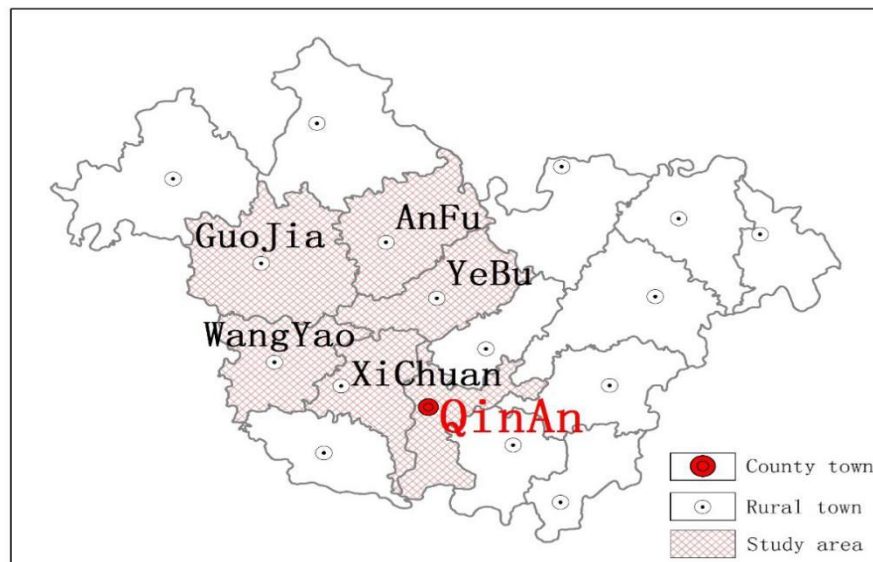 AnFu
GuoJia
YeBu
WangYao
XiChuan
QinAn
County town
Rural town
Study area